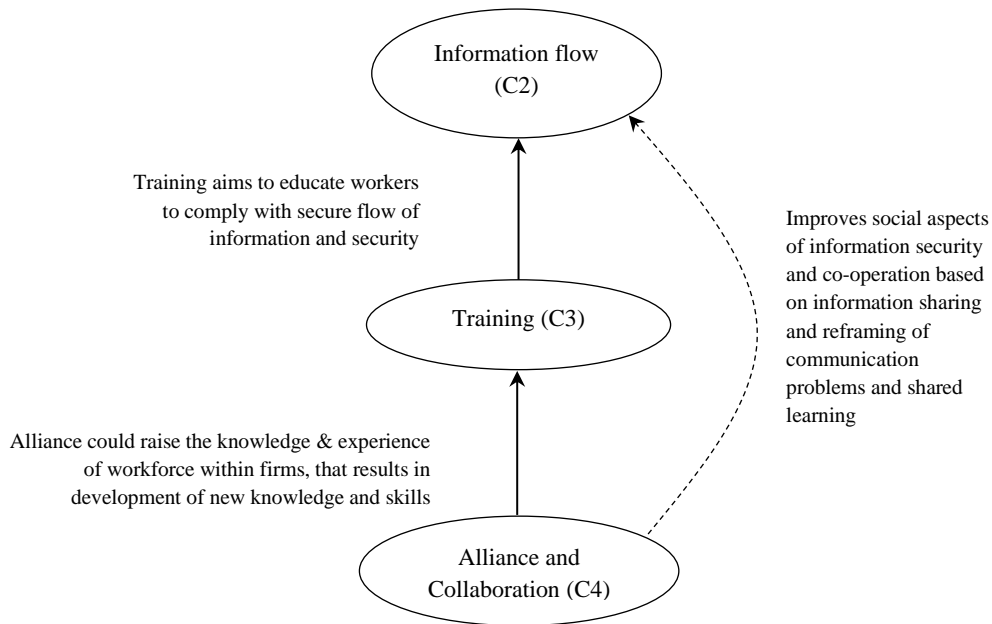 Information flow
(C2)
Training aims to educate workers
to comply with secure flow of
information and security
Improves social aspects
of information security
and co-operation based
on information sharing
and reframing of
communication
problems and shared
learning
Training (C3)
Alliance could raise the knowledge & experience
of workforce within firms, that results in
development of new knowledge and skills
Alliance and
Collaboration (C4)